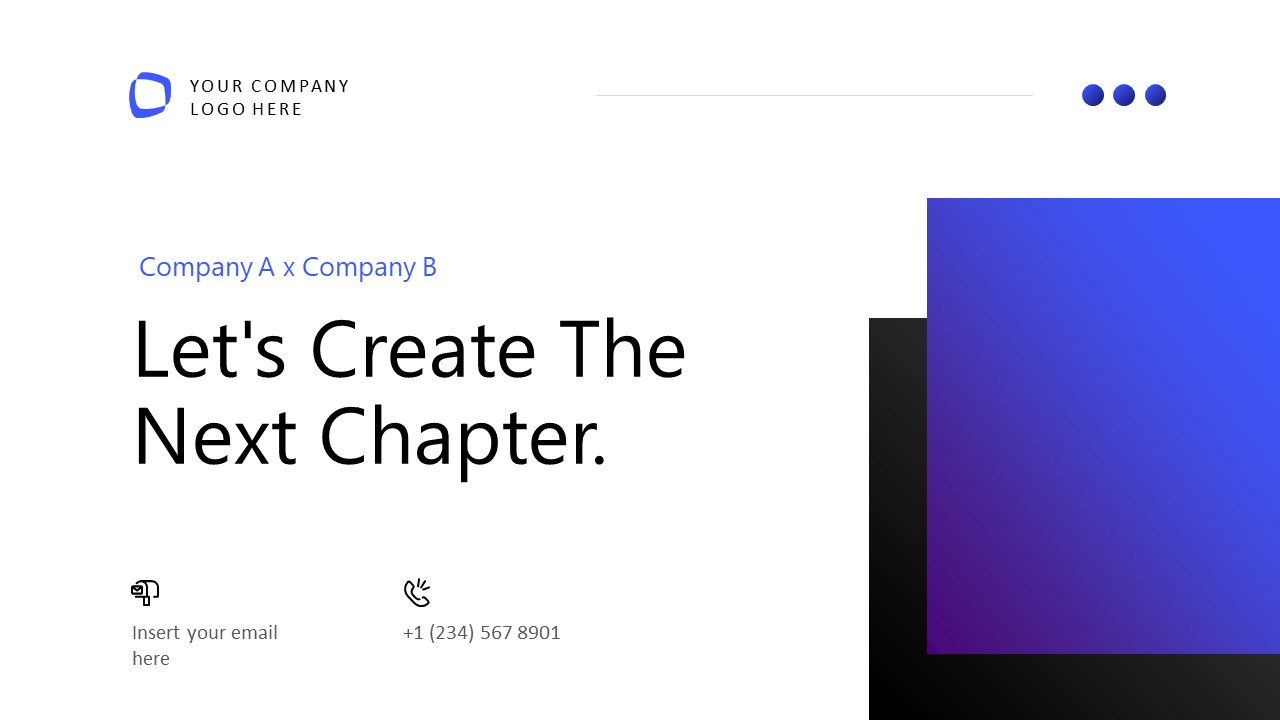 YOUR COMPANY
LOGO HERE
Company A x Company B
Let's Create The
Next Chapter.
Insert your email
here
+1 (234) 567 8901